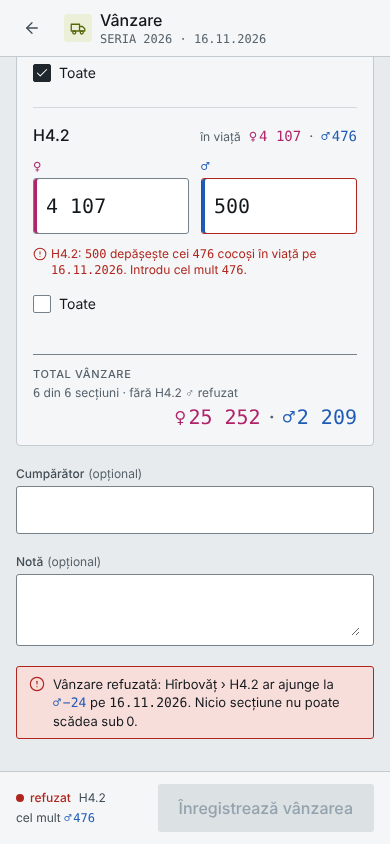 Vânzare
SERIA 2026 · 16.11.2026
Toate
H4.2
în viață ♀4 107 · ♂476
♀ ♂
4 107 500
H4.2: 500 depășește cei 476 cocoși în viață pe
16.11.2026. Introdu cel mult 476.
Toate
TOTAL VÂNZARE
6 din 6 secțiuni · fără H4.2 ♂ refuzat
♀25 252 · ♂2 209
Cumpărător (opțional)
Notă (opțional)
Vânzare refuzată: Hîrbovăț › H4.2 ar ajunge la
♂−24 pe 16.11.2026. Nicio secțiune nu poate
scădea sub 0.
refuzat H4.2
cel mult ♂476
Înregistrează vânzarea